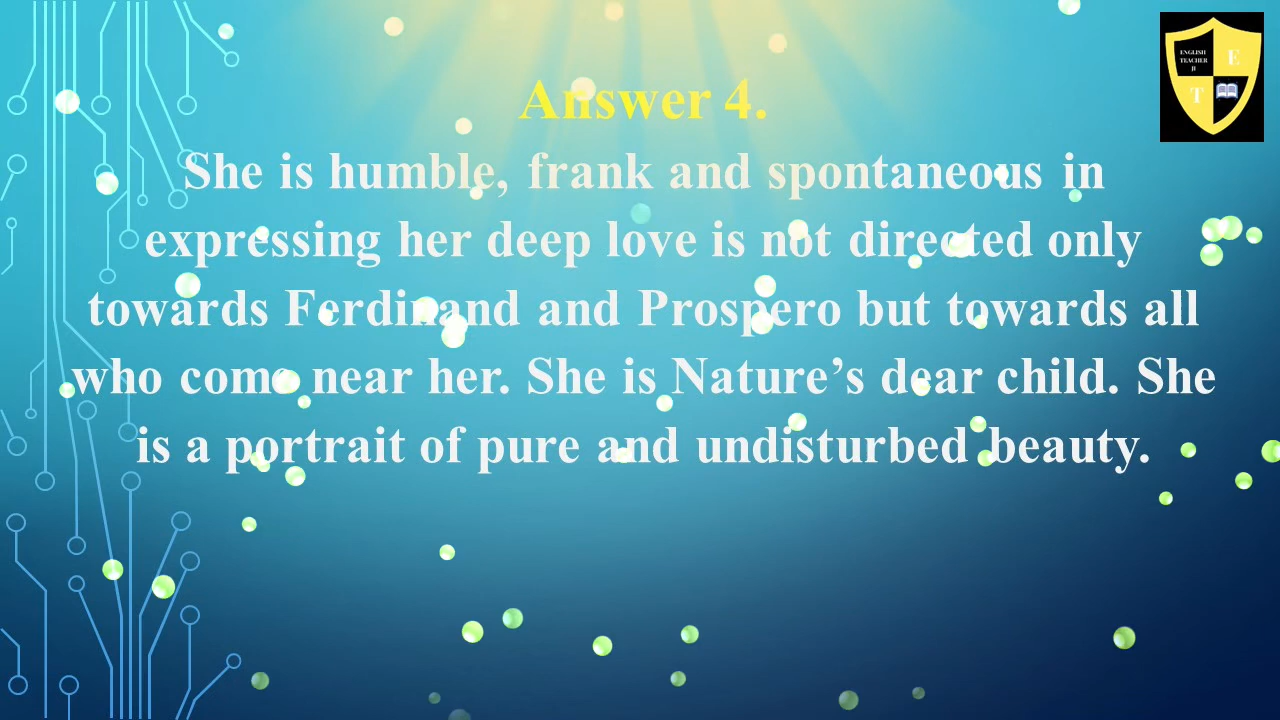 ENGLISH
TEACHER
JI
E
T
Answer 4.
She is humble, frank and spontaneous in
expressing her deep love is not directed only
towards Ferdinand and Prospero but towards all
who come near her. She is Nature’s dear child. She
is a portrait of pure and undisturbed beauty.